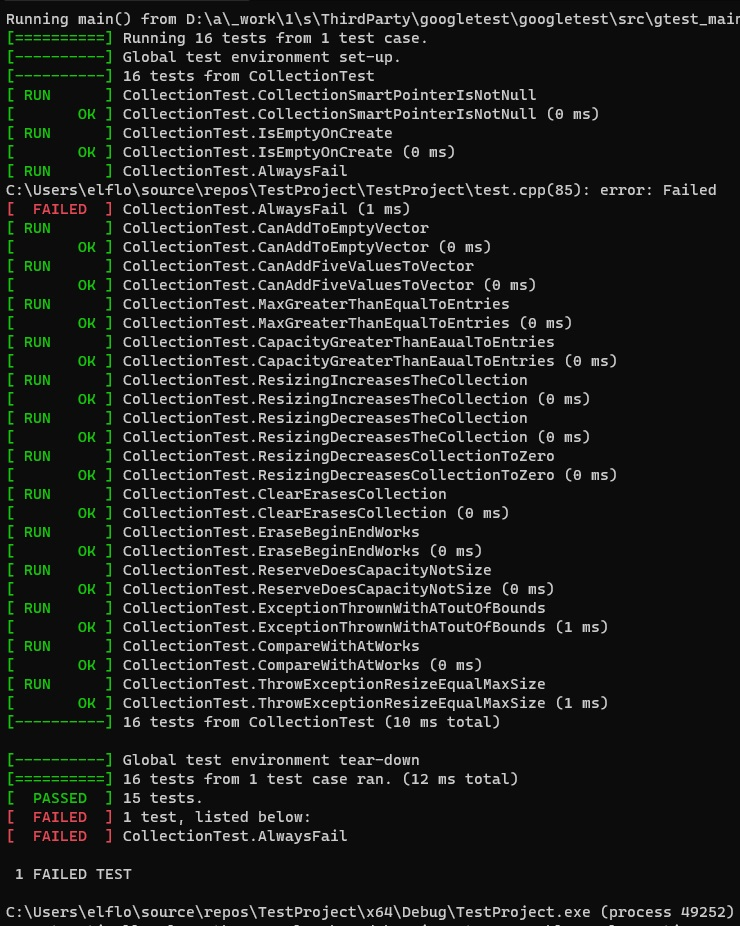 Running main() from D:\a\_work\1\s\ThirdParty\googletest\googletest\src\gtest_main
[==========] Running 16 tests from 1 test case.
[----------] Global test environment set-up.
[----------] 16 tests from CollectionTest
[ RUN      ] CollectionTest.CollectionSmartPointerIsNotNull
[       OK ] CollectionTest.CollectionSmartPointerIsNotNull (0 ms)
[ RUN      ] CollectionTest.IsEmptyOnCreate
[       OK ] CollectionTest.IsEmptyOnCreate (0 ms)
[ RUN      ] CollectionTest.AlwaysFail
C:\Users\elflo\source\repos\TestProject\TestProject\test.cpp(85): error: Failed
[  FAILED  ] CollectionTest.AlwaysFail (1 ms)
[ RUN      ] CollectionTest.CanAddToEmptyVector
[       OK ] CollectionTest.CanAddToEmptyVector (0 ms)
[ RUN      ] CollectionTest.CanAddFiveValuesToVector
[       OK ] CollectionTest.CanAddFiveValuesToVector (0 ms)
[ RUN      ] CollectionTest.MaxGreaterThanEqualToEntries
[       OK ] CollectionTest.MaxGreaterThanEqualToEntries (0 ms)
[ RUN      ] CollectionTest.CapacityGreaterThanEaualToEntries
[       OK ] CollectionTest.CapacityGreaterThanEaualToEntries (0 ms)
[ RUN      ] CollectionTest.ResizingIncreasesTheCollection
[       OK ] CollectionTest.ResizingIncreasesTheCollection (0 ms)
[ RUN      ] CollectionTest.ResizingDecreasesTheCollection
[       OK ] CollectionTest.ResizingDecreasesTheCollection (0 ms)
[ RUN      ] CollectionTest.ResizingDecreasesCollectionToZero
[       OK ] CollectionTest.ResizingDecreasesCollectionToZero (0 ms)
[ RUN      ] CollectionTest.ClearErasesCollection
[       OK ] CollectionTest.ClearErasesCollection (0 ms)
[ RUN      ] CollectionTest.EraseBeginEndWorks
[       OK ] CollectionTest.EraseBeginEndWorks (0 ms)
[ RUN      ] CollectionTest.ReserveDoesCapacityNotSize
[       OK ] CollectionTest.ReserveDoesCapacityNotSize (0 ms)
[ RUN      ] CollectionTest.ExceptionThrownWithAToutOfBounds
[       OK ] CollectionTest.ExceptionThrownWithAToutOfBounds (1 ms)
[ RUN      ] CollectionTest.CompareWithAtWorks
[       OK ] CollectionTest.CompareWithAtWorks (0 ms)
[ RUN      ] CollectionTest.ThrowExceptionResizeEqualMaxSize
[       OK ] CollectionTest.ThrowExceptionResizeEqualMaxSize (1 ms)
[----------] 16 tests from CollectionTest (10 ms total)
[----------] Global test environment tear-down
[==========] 16 tests from 1 test case ran. (12 ms total)
[  PASSED  ] 15 tests.
[  FAILED  ] 1 test, listed below:
[  FAILED  ] CollectionTest.AlwaysFail
1 FAILED TEST
C:\Users\elflo\source\repos\TestProject\x64\Debug\TestProject.exe (process 49252)